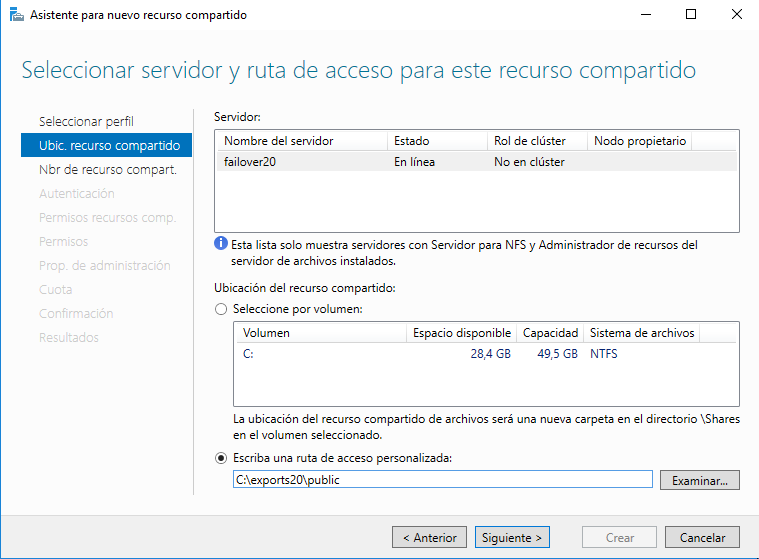 Asistente para nuevo recurso compartido
Seleccionar servidor y ruta de acceso para este recurso compartido
Seleccionar perfil
Ubic. recurso compartido
Nbr de recurso compart.
Autenticación
Permisos recursos comp.
Permisos
Prop. de administración
Cuota
Confirmación
Resultados
Servidor:
Nombre del servidor Estado Rol de clúster Nodo propietario
failover20 En línea No en clúster
Esta lista solo muestra servidores con Servidor para NFS y Administrador de recursos del
servidor de archivos instalados.
Ubicación del recurso compartido:
Seleccione por volumen:
Volumen Espacio disponible Capacidad Sistema de archivos
C: 28,4 GB 49,5 GB NTFS
La ubicación del recurso compartido de archivos será una nueva carpeta en el directorio \Shares
en el volumen seleccionado.
Escriba una ruta de acceso personalizada:
C:\exports20\public Examinar...
< Anterior Siguiente > Crear Cancelar